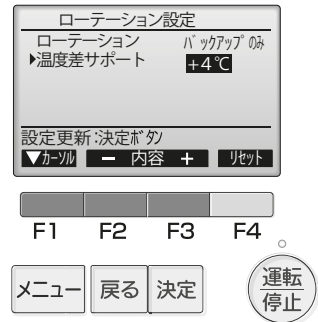 ローテーション設定
ローテーション バックアップのみ
▶温度差サポート +4℃
設定更新:決定ボタン
▼カーソル − 内容 + リセット
F1 F2 F3 F4
メニュー 戻る 決定 運転
停止